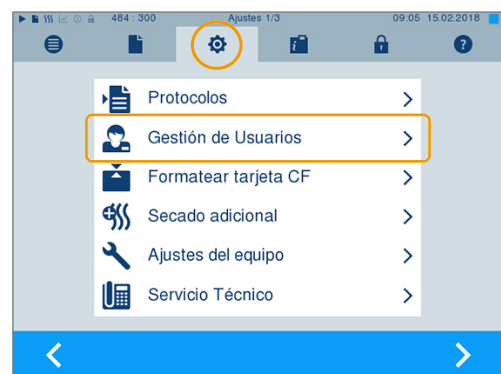 484 : 300 Ajustes 1/3 09:05 15.02.2018
Protocolos
Gestión de Usuarios
Formatear tarjeta CF
Secado adicional
Ajustes del equipo
Servicio Técnico